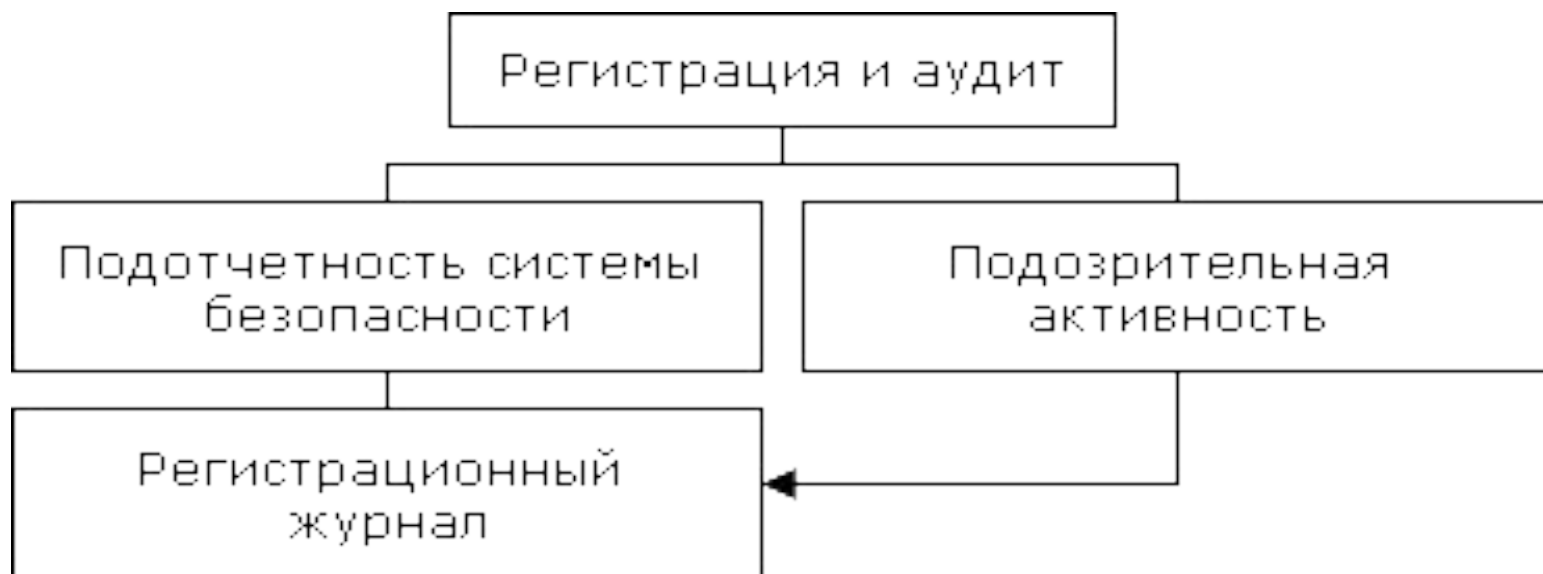 Регистрация и аудит
Подотчетность системы
безопасности
Подозрительная
активность
Регистрационный
журнал